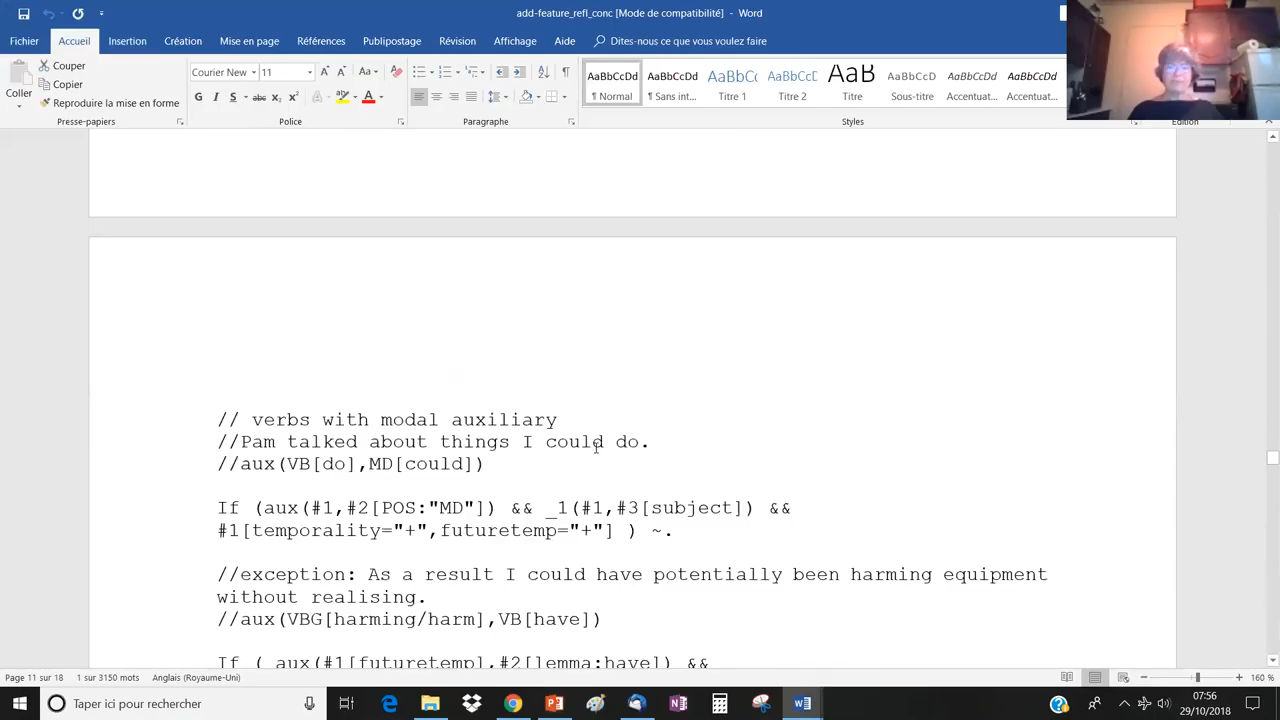 add-feature_refl_conc [Mode de compatibilité] - Word
Fichier Accueil Insertion Création Mise en page Références Publipostage Révision Affichage Aide Dites-nous ce que vous voulez faire
Coller
Couper
Copier
Reproduire la mise en forme
Presse-papiers
Courier New 11
G I S abc x₂ x²
Police
Paragraphe
AaBbCcDd AaBbCcDd AaBbC( AaBbCcC AaB AaBbCcD AaBbCcDd AaBbCcDd
¶ Normal ¶ Sans int... Titre 1 Titre 2 Titre Sous-titre Accentuat... Accentuat...
Styles
Édition
// verbs with modal auxiliary
//Pam talked about things I could do.
//aux(VB[do],MD[could])
If (aux(#1,#2[POS:"MD"]) && _1(#1,#3[subject]) &&
#1[temporality="+",futuretemp="+"] ) ~.
//exception: As a result I could have potentially been harming equipment
without realising.
//aux(VBG[harming/harm],VB[have])
If ( aux(#1[futuretemp],#2[lemma:have]) &&
Page 11 sur 18 1 sur 3150 mots Anglais (Royaume-Uni)
160 %
Taper ici pour rechercher
07:56
29/10/2018